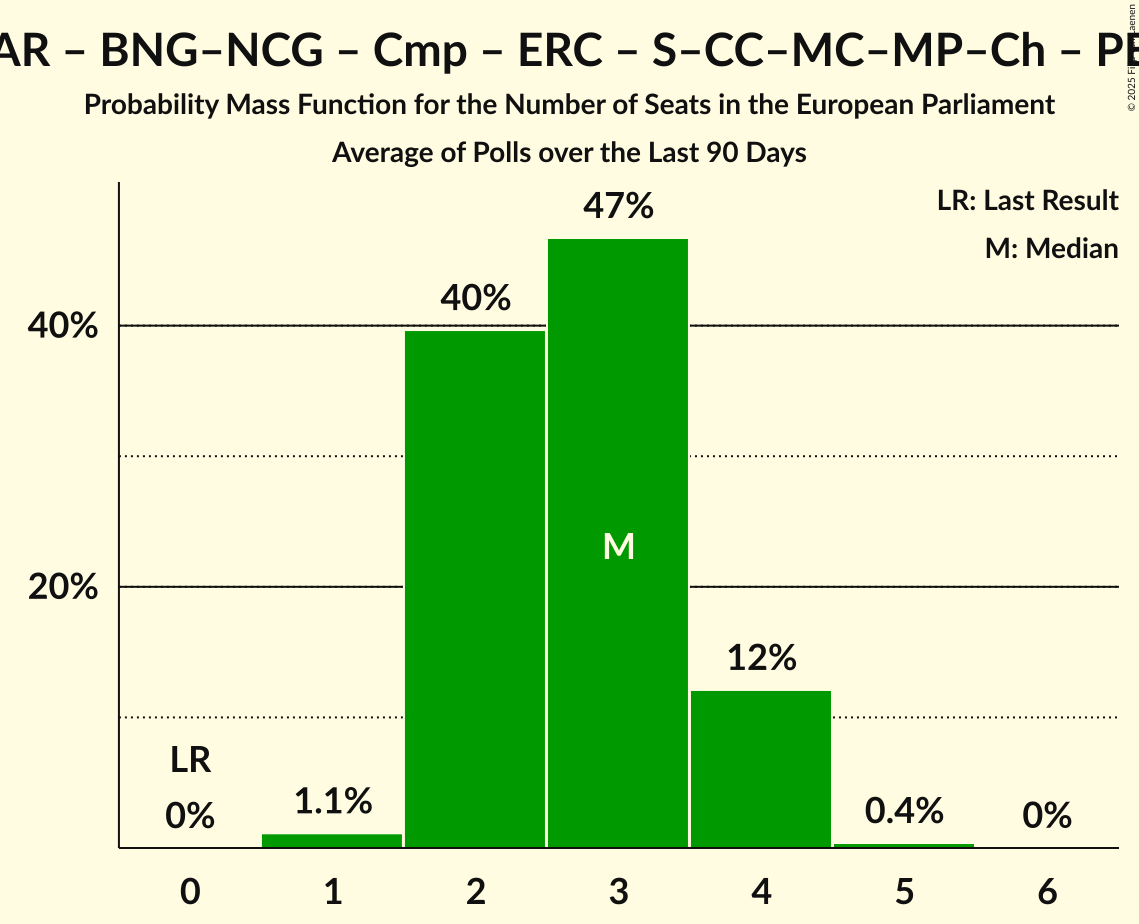 AR – BNG–NCG – Cmp – ERC – S–CC–MC–MP–Ch –
Probability Mass Function for the Number of Seats in the European Parliament
Average of Polls over the Last 90 Days
LR: Last Result
M: Median
47%
40%
40%
M
20%
12%
LR
0%
1.1%
0.4%
0%
0 1 2 3 4 5 6
© 2025